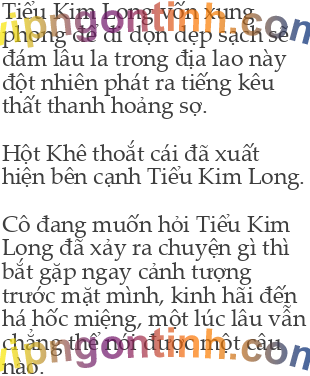 Tiểu Kim Long vốn xung
phong để đi dọn dẹp sạch sẽ
đám lâu la trong địa lao này
đột nhiên phát ra tiếng kêu
thất thanh hoảng sợ.

Hột Khê thoắt cái đã xuất
hiện bên cạnh Tiểu Kim Long.

Cô đang muốn hỏi Tiểu Kim
Long đã xảy ra chuyện gì thì
bắt gặp ngay cảnh tượng
trước mặt mình, kinh hãi đến
há hốc miệng, một lúc lâu vẫn
chẳng thể nói được một câu
nào.